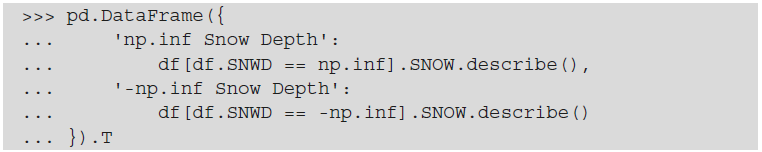 >>> pd.DataFrame({
...     'np.inf Snow Depth':
...         df[df.SNWD == np.inf].SNOW.describe(),
...     '-np.inf Snow Depth':
...         df[df.SNWD == -np.inf].SNOW.describe()
... }).T